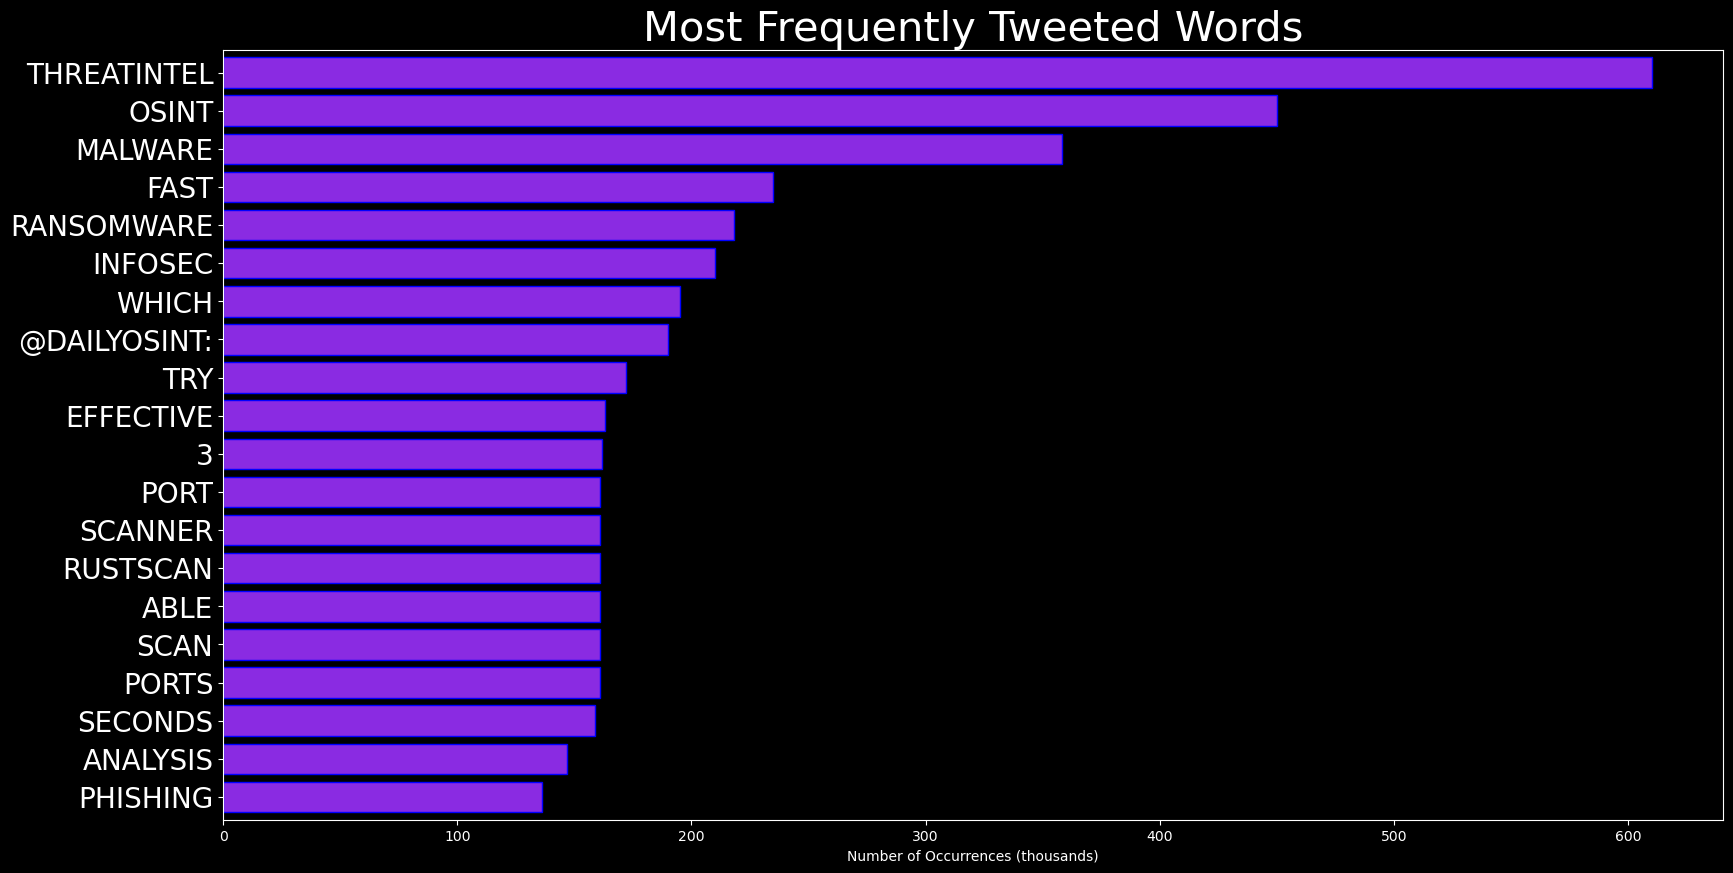 Most Frequently Tweeted Words
THREATINTEL
OSINT
MALWARE
FAST
RANSOMWARE
INFOSEC
WHICH
@DAILYOSINT:
TRY
EFFECTIVE
3
PORT
SCANNER
RUSTSCAN
ABLE
SCAN
PORTS
SECONDS
ANALYSIS
PHISHING
0 100 200 300 400 500 600
Number of Occurrences (thousands)